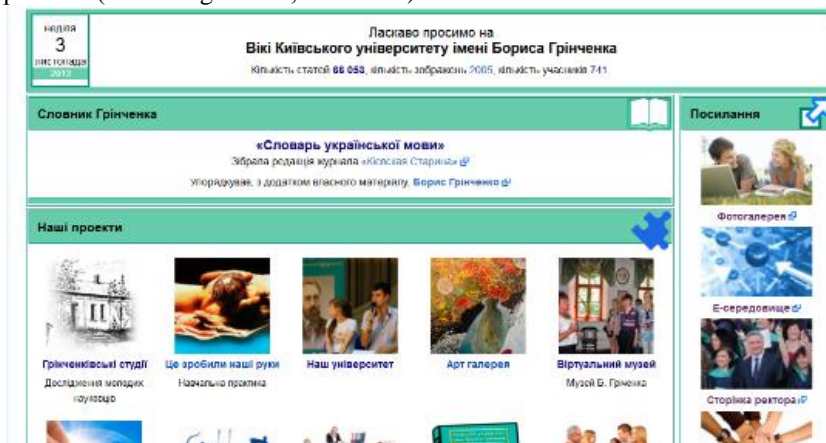 неділя
3
листопада
2013
Ласкаво просимо на
Вікі Київського університету імені Бориса Грінченка
Кількість статей 66 058, кількість зображень 2005, кількість учасників 741
Словник Грінченка
«Словарь української мови»
Зібрала редакція журнала «Кіевская Старина»
Упорядкував, з додатком власного матеріялу, Борис Грінченко
Посилання
Фотогалерея
Е-середовище
Сторінка ректора
Наші проекти
Грінченківські студії
Дослідження молодих
науковців
Це зробили наші руки
Навчальна практика
Наш університет
Арт галерея
Віртуальний музей
Музей Б. Грінченка